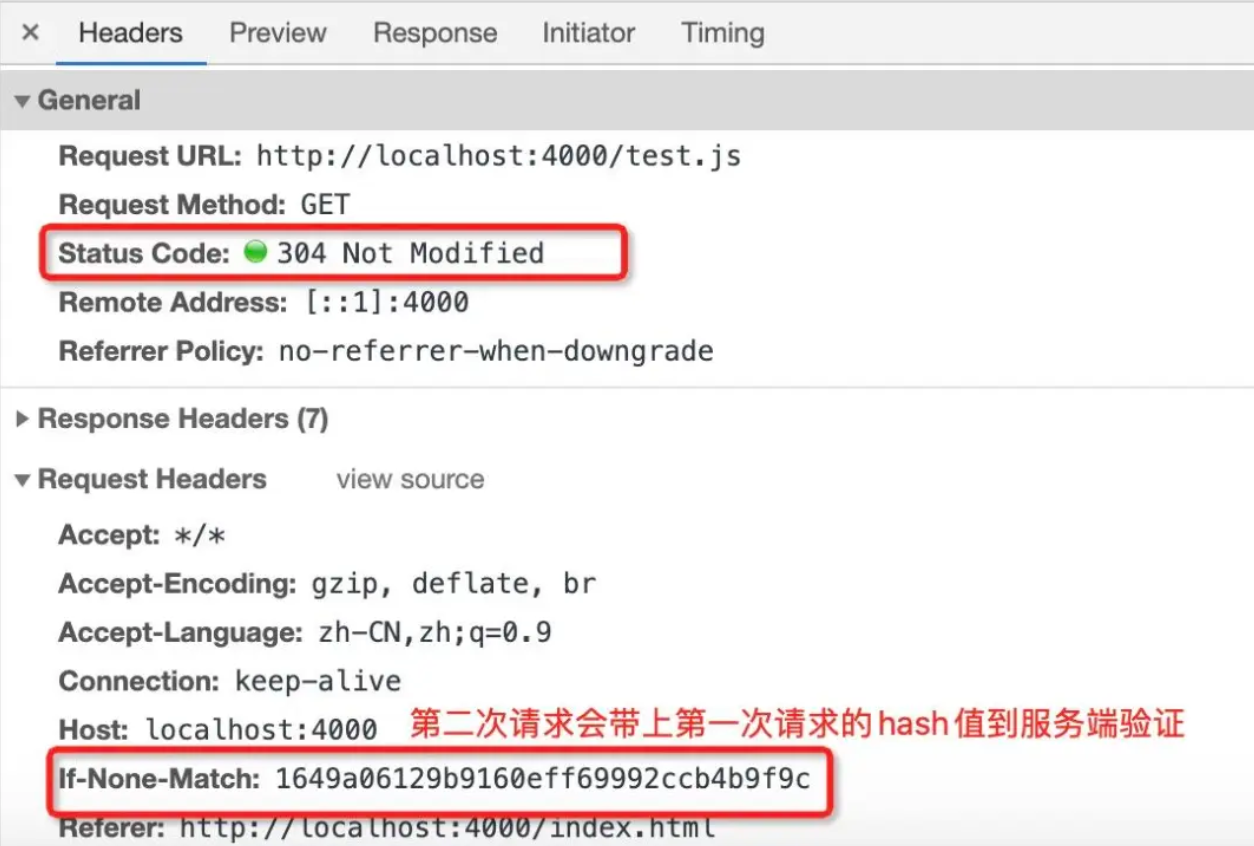 × Headers Preview Response Initiator Timing
▼ General
Request URL: http://localhost:4000/test.js
Request Method: GET
Status Code: 304 Not Modified
Remote Address: [::1]:4000
Referrer Policy: no-referrer-when-downgrade
▶ Response Headers (7)
▼ Request Headers view source
Accept: */*
Accept-Encoding: gzip, deflate, br
Accept-Language: zh-CN,zh;q=0.9
Connection: keep-alive
Host: localhost:4000 第二次请求会带上第一次请求的hash值到服务端验证
If-None-Match: 1649a06129b9160eff69992ccb4b9f9c
Referer: http://localhost:4000/index.html